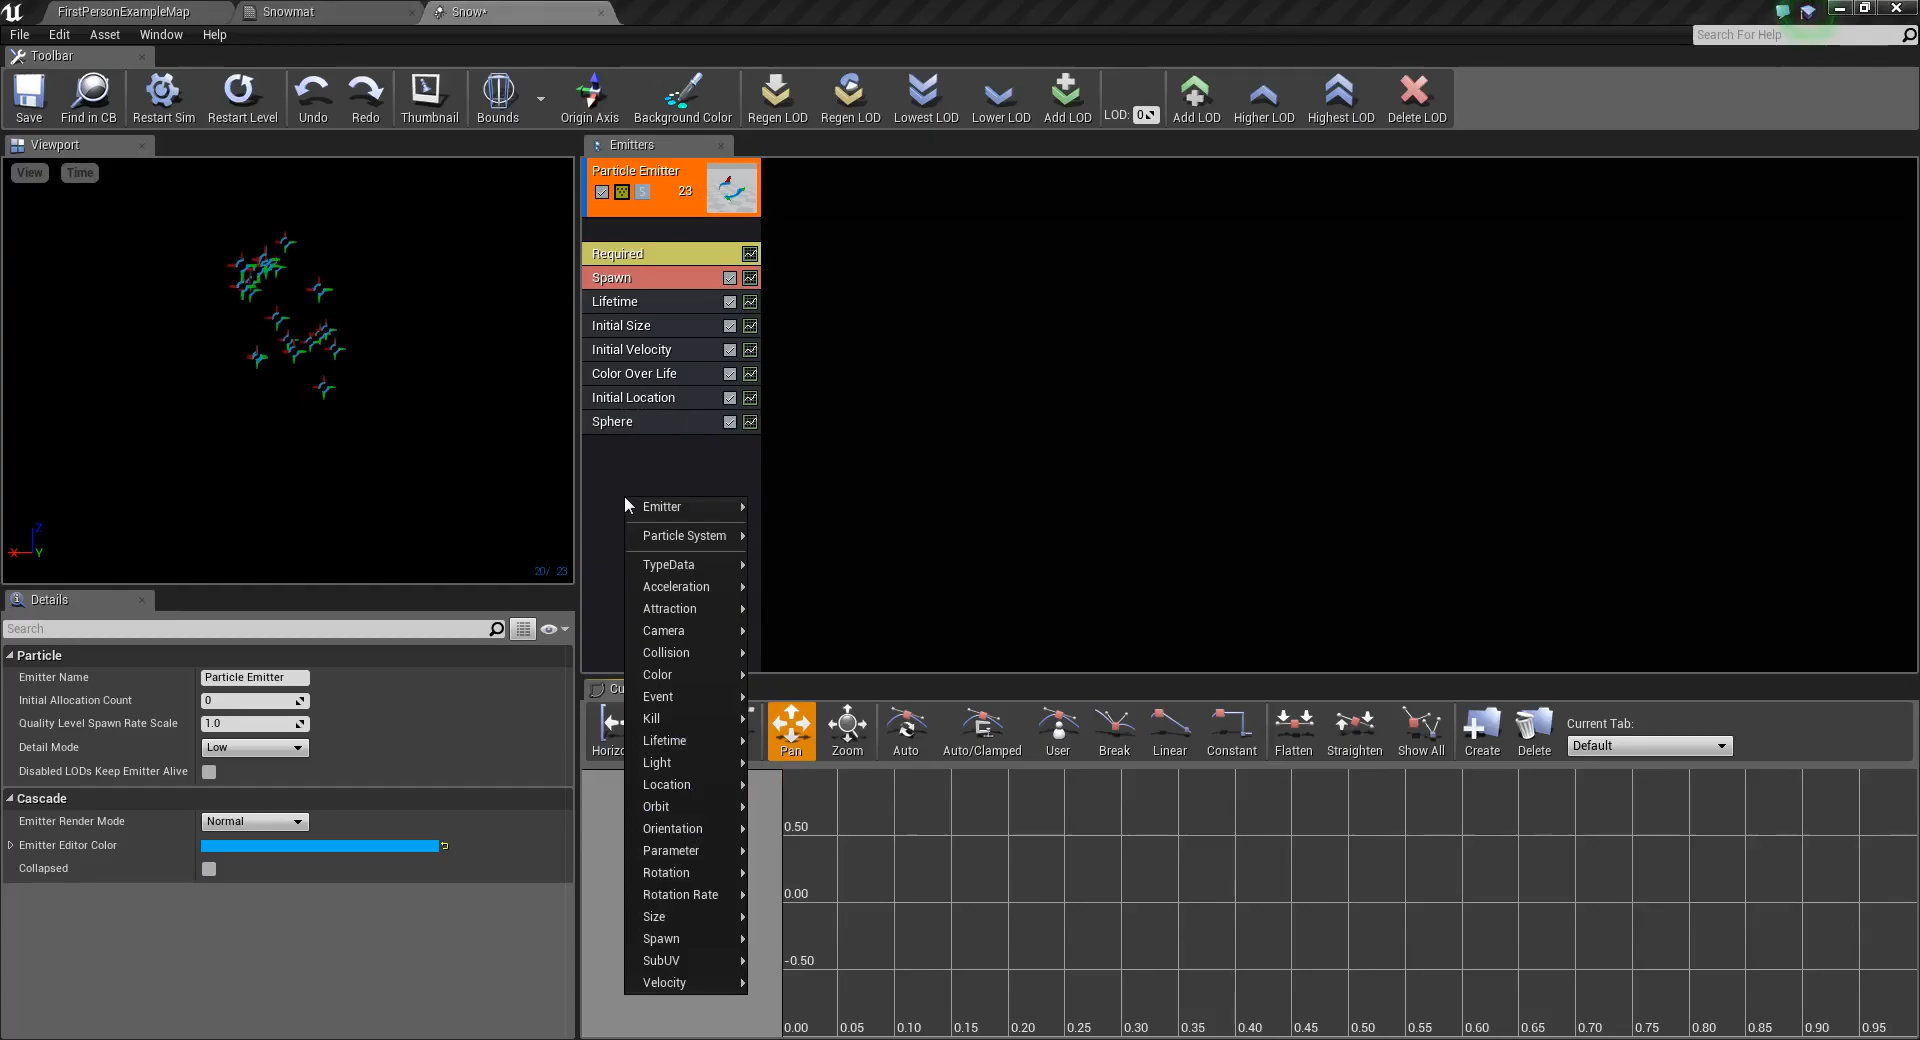 FirstPersonExampleMap
Snowmat
Snow*
File
Edit
Asset
Window
Help
Search For Help
Toolbar
Save
Find in CB
Restart Sim
Restart Level
Undo
Redo
Thumbnail
Bounds
Origin Axis
Background Color
Regen LOD
Regen LOD
Lowest LOD
Lower LOD
Add LOD
LOD: 0
Add LOD
Higher LOD
Highest LOD
Delete LOD
Viewport
View
Time
Z
X
Y
20/ 23
Emitters
Particle Emitter
S
23
Required
Spawn
Lifetime
Initial Size
Initial Velocity
Color Over Life
Initial Location
Sphere
Emitter
Particle System
TypeData
Acceleration
Attraction
Camera
Collision
Color
Event
Kill
Lifetime
Light
Location
Orbit
Orientation
Parameter
Rotation
Rotation Rate
Size
Spawn
SubUV
Velocity
Details
Search
Particle
Emitter Name
Particle Emitter
Initial Allocation Count
0
Quality Level Spawn Rate Scale
1.0
Detail Mode
Low
Disabled LODs Keep Emitter Alive
Cascade
Emitter Render Mode
Normal
Emitter Editor Color
Collapsed
Cu
Horizo
Pan
Zoom
Auto
Auto/Clamped
User
Break
Linear
Constant
Flatten
Straighten
Show All
Create
Delete
Current Tab:
Default
0.50
0.00
-0.50
0.00
0.05
0.10
0.15
0.20
0.25
0.30
0.35
0.40
0.45
0.50
0.55
0.60
0.65
0.70
0.75
0.80
0.85
0.90
0.95